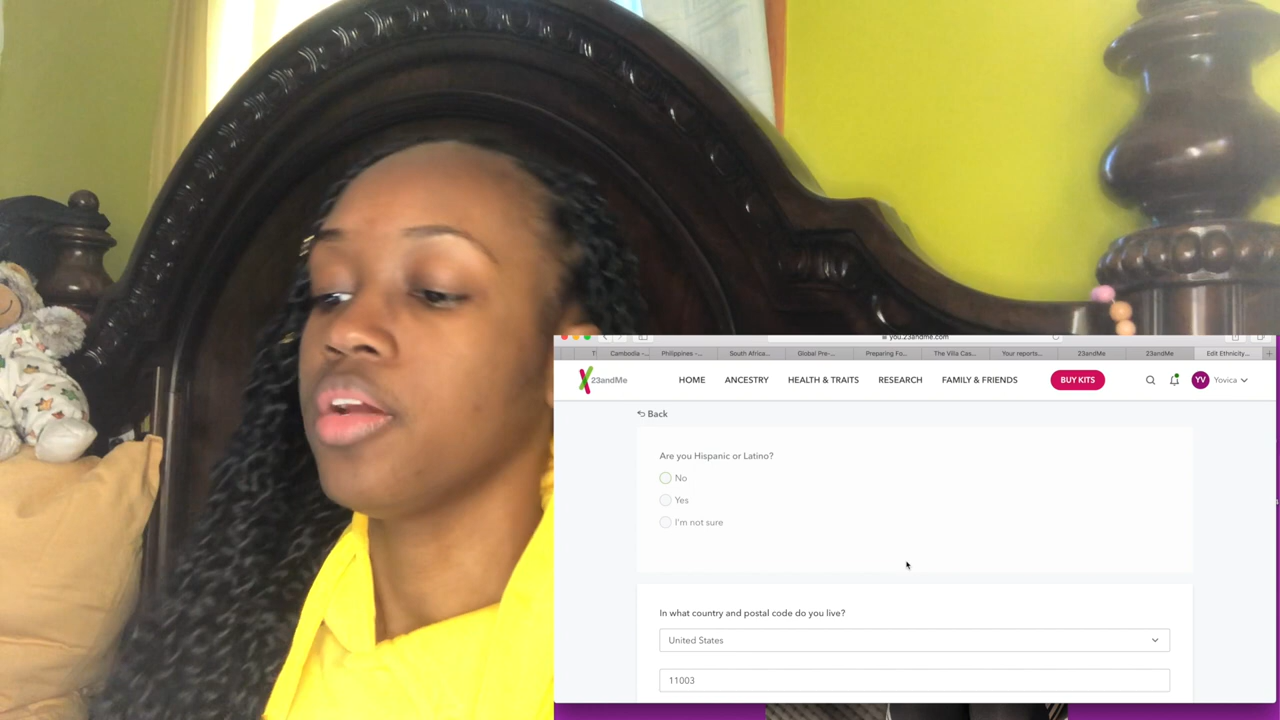 you.23andme.com
T Cambodia -... Philippines -... South Africa... Global Pre-... Preparing Fo... The Villa Cas... Your reports... 23andMe 23andMe Edit Ethnicity...
23andMe HOME ANCESTRY HEALTH & TRAITS RESEARCH FAMILY & FRIENDS BUY KITS YV Yovica
Back
Are you Hispanic or Latino?
No
Yes
I'm not sure
In what country and postal code do you live?
United States
11003